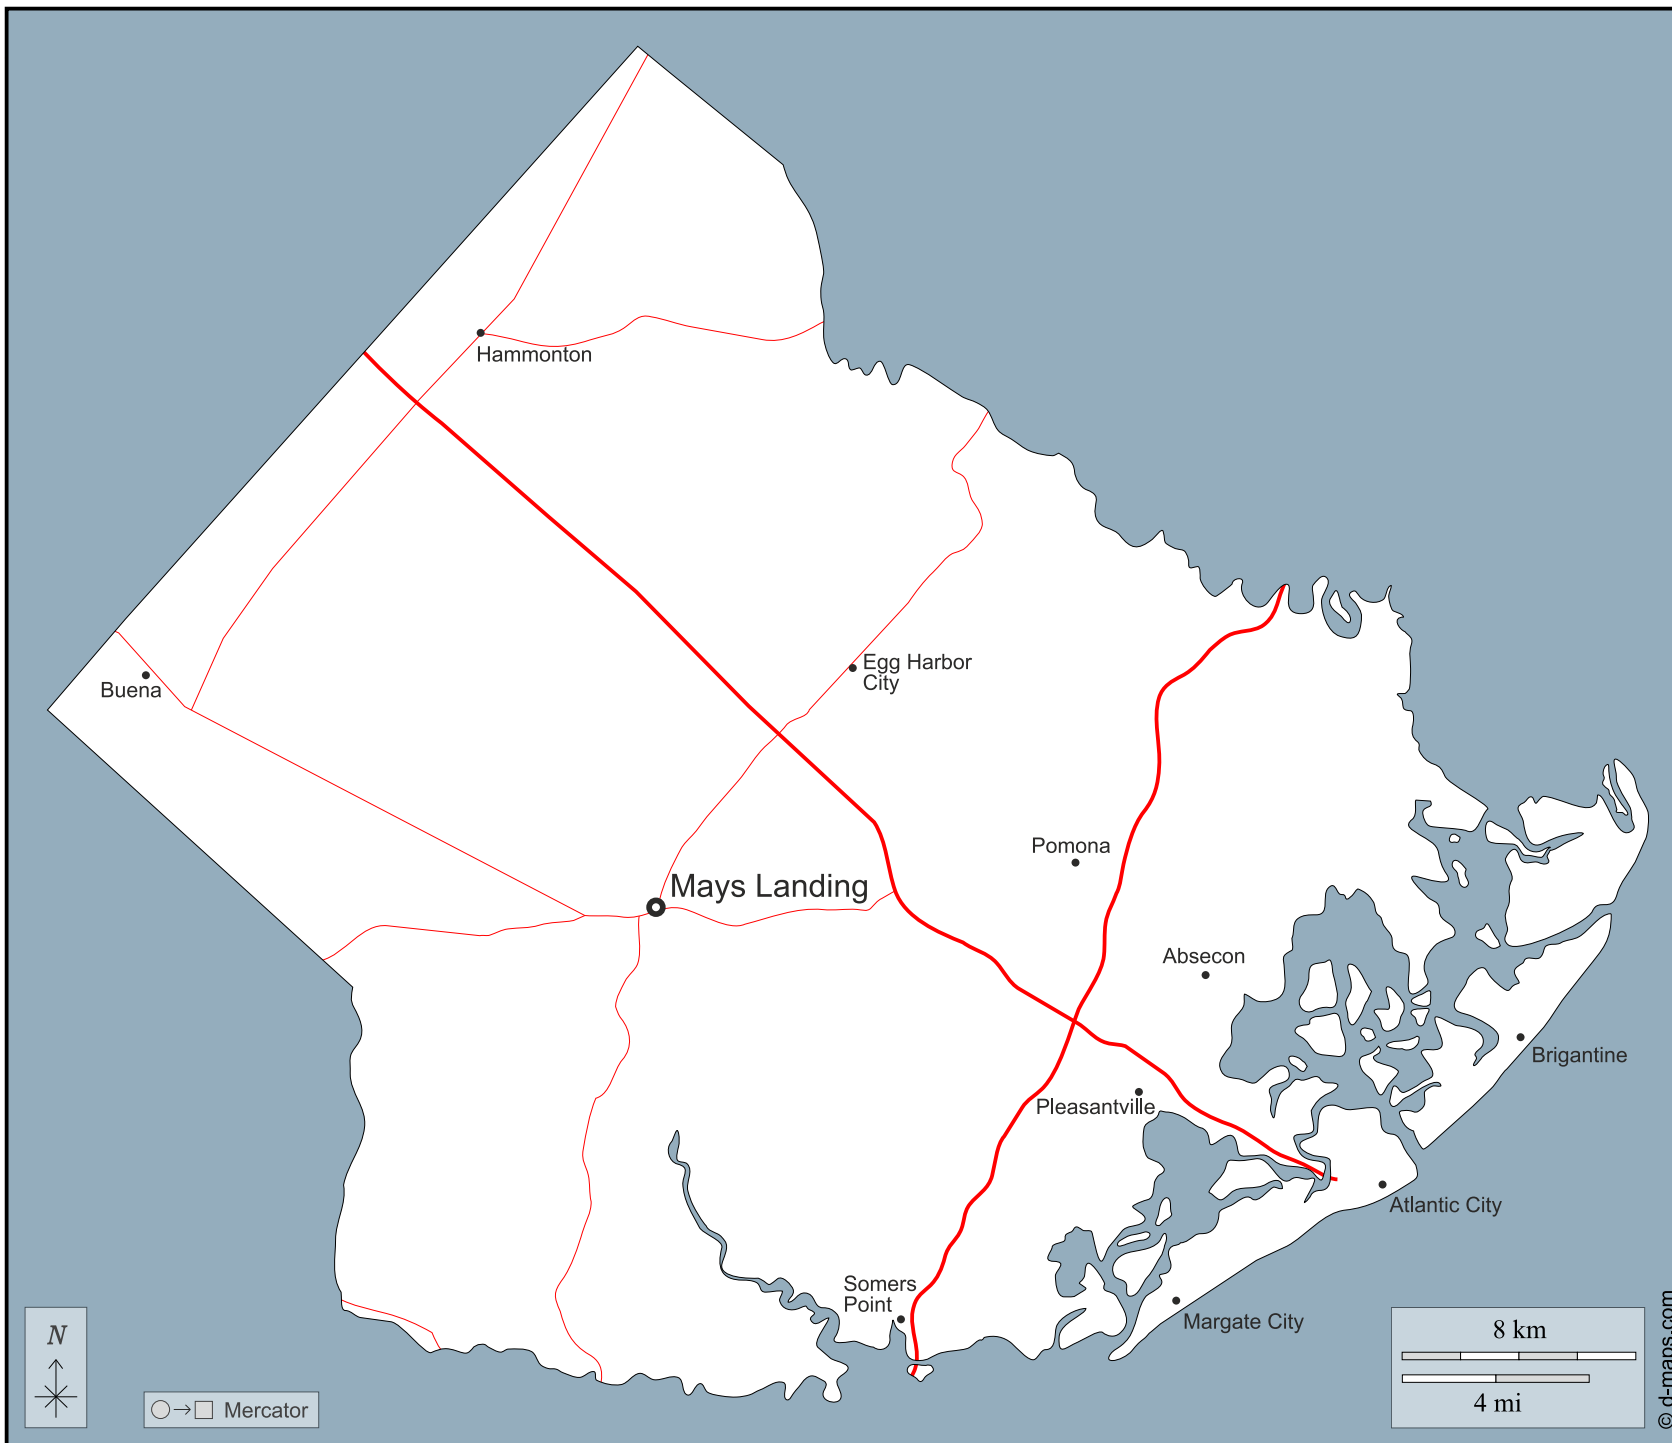 Hammonton
Egg Harbor
City
Buena
Pomona
Mays Landing
Absecon
Brigantine
Pleasantville
Atlantic City
Somers
Point
Margate City
N
Mercator
8 km
4 mi
© d-maps.com